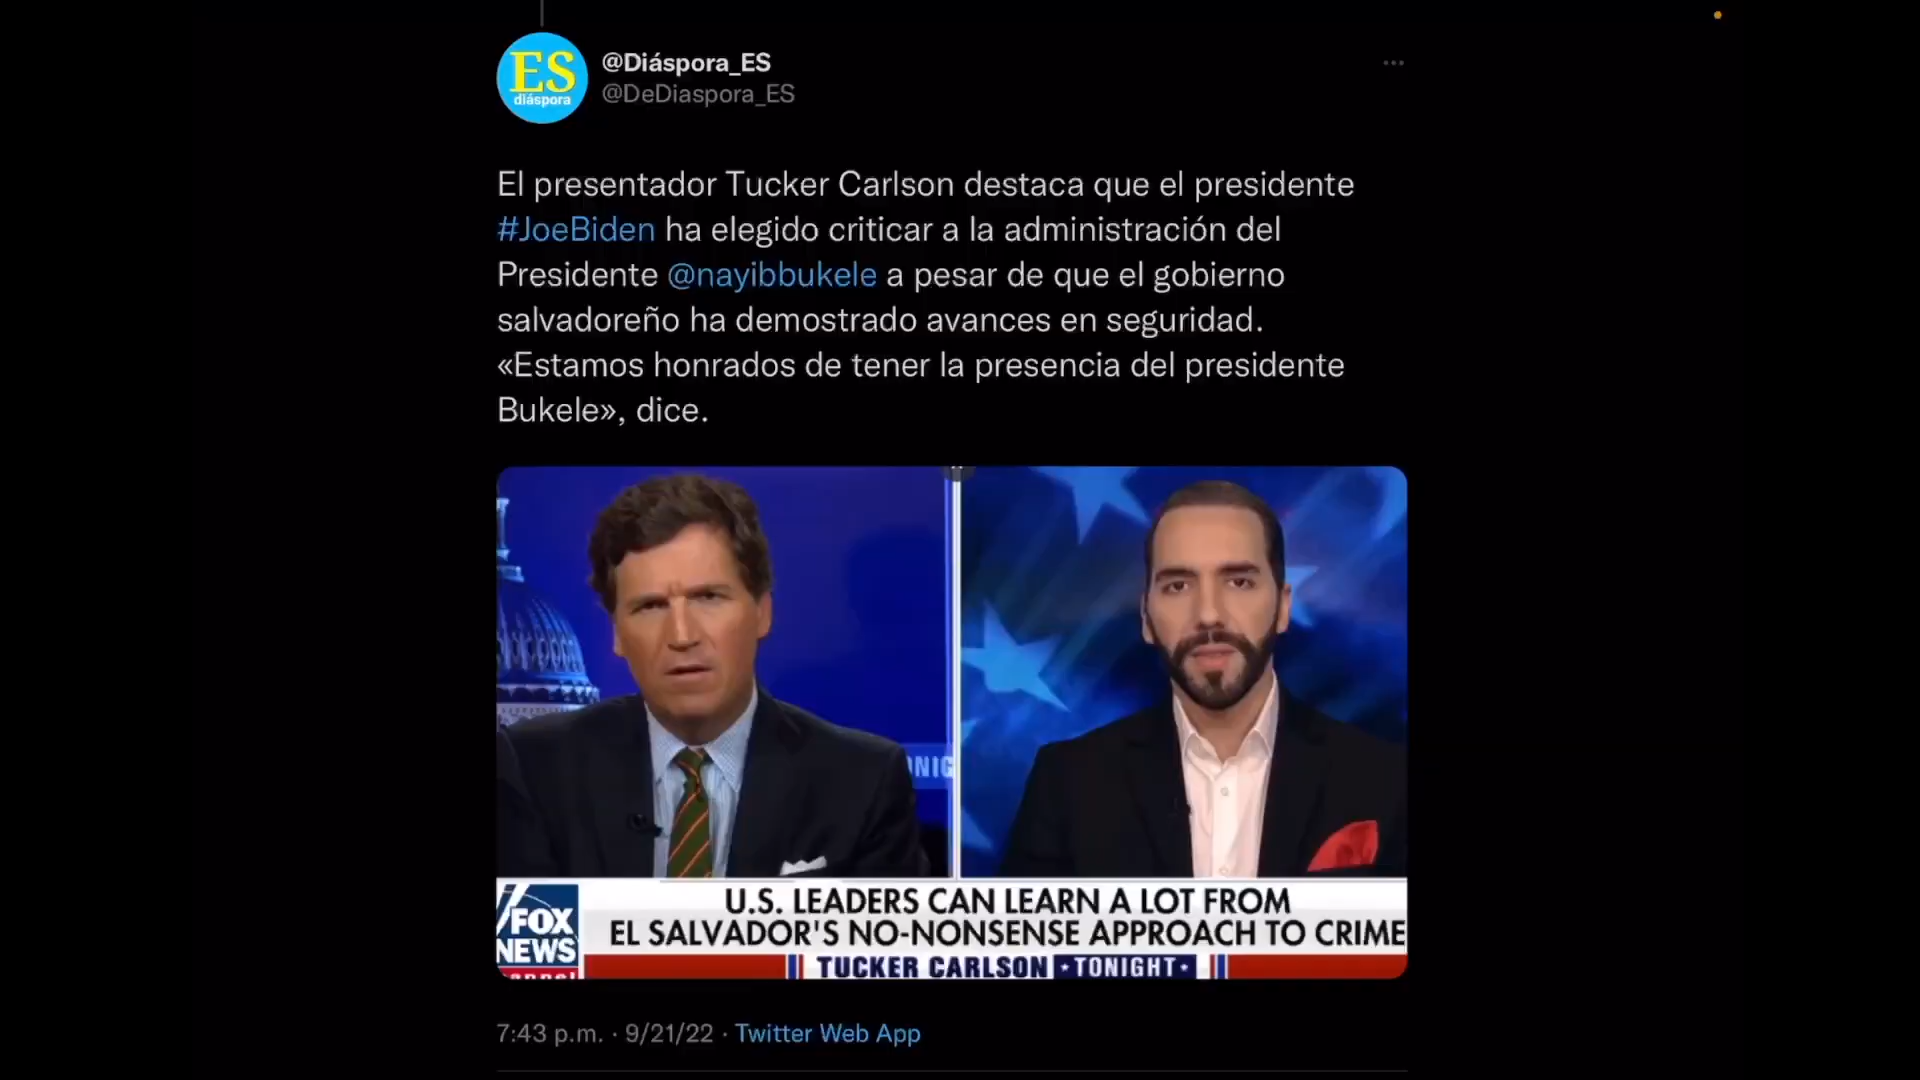 ES
diáspora
@Diáspora_ES
@DeDiaspora_ES
El presentador Tucker Carlson destaca que el presidente
#JoeBiden ha elegido criticar a la administración del
Presidente @nayibbukele a pesar de que el gobierno
salvadoreño ha demostrado avances en seguridad.
«Estamos honrados de tener la presencia del presidente
Bukele», dice.
NIG
FOX
NEWS
U.S. LEADERS CAN LEARN A LOT FROM
EL SALVADOR'S NO-NONSENSE APPROACH TO CRIME
TUCKER CARLSON TONIGHT
7:43 p.m. · 9/21/22 · Twitter Web App